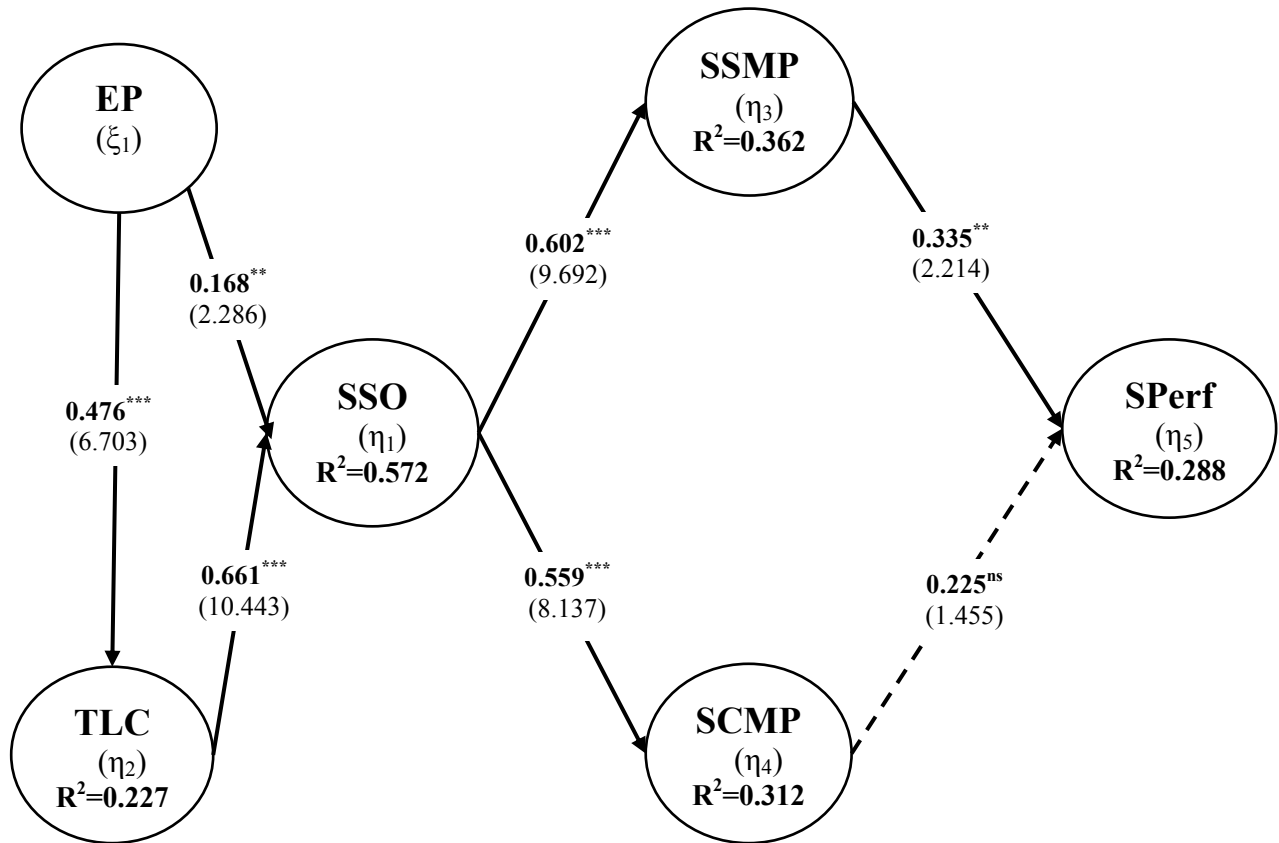 EP
(ξ₁)
SSMP
(η₃)
R²=0.362
0.168**
(2.286)
0.602***
(9.692)
0.335**
(2.214)
0.476***
(6.703)
SSO
(η₁)
R²=0.572
SPerf
(η₅)
R²=0.288
0.661***
(10.443)
0.559***
(8.137)
0.225ⁿˢ
(1.455)
TLC
(η₂)
R²=0.227
SCMP
(η₄)
R²=0.312